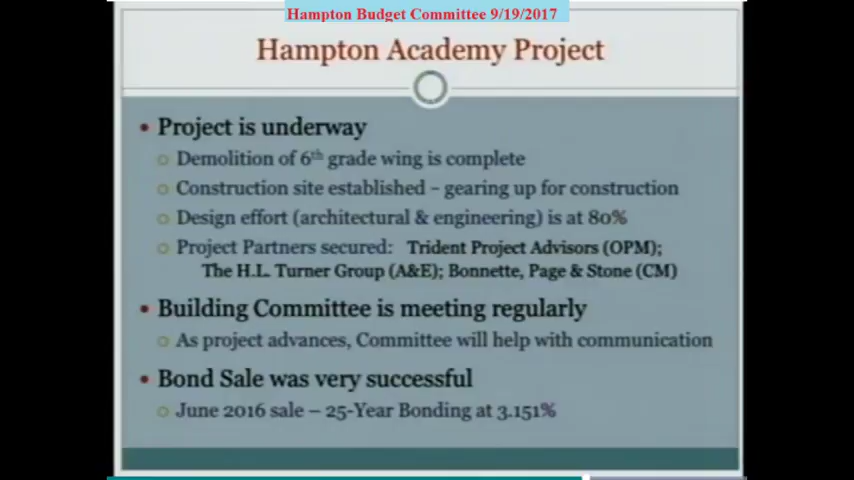 Hampton Budget Committee 9/19/2017
Hampton Academy Project
• Project is underway
Demolition of 6th grade wing is complete
Construction site established – gearing up for construction
Design effort (architectural & engineering) is at 80%
Project Partners secured: Trident Project Advisors (OPM);
The H.L. Turner Group (A&E); Bonnette, Page & Stone (CM)
• Building Committee is meeting regularly
As project advances, Committee will help with communication
• Bond Sale was very successful
June 2016 sale – 25-Year Bonding at 3.151%